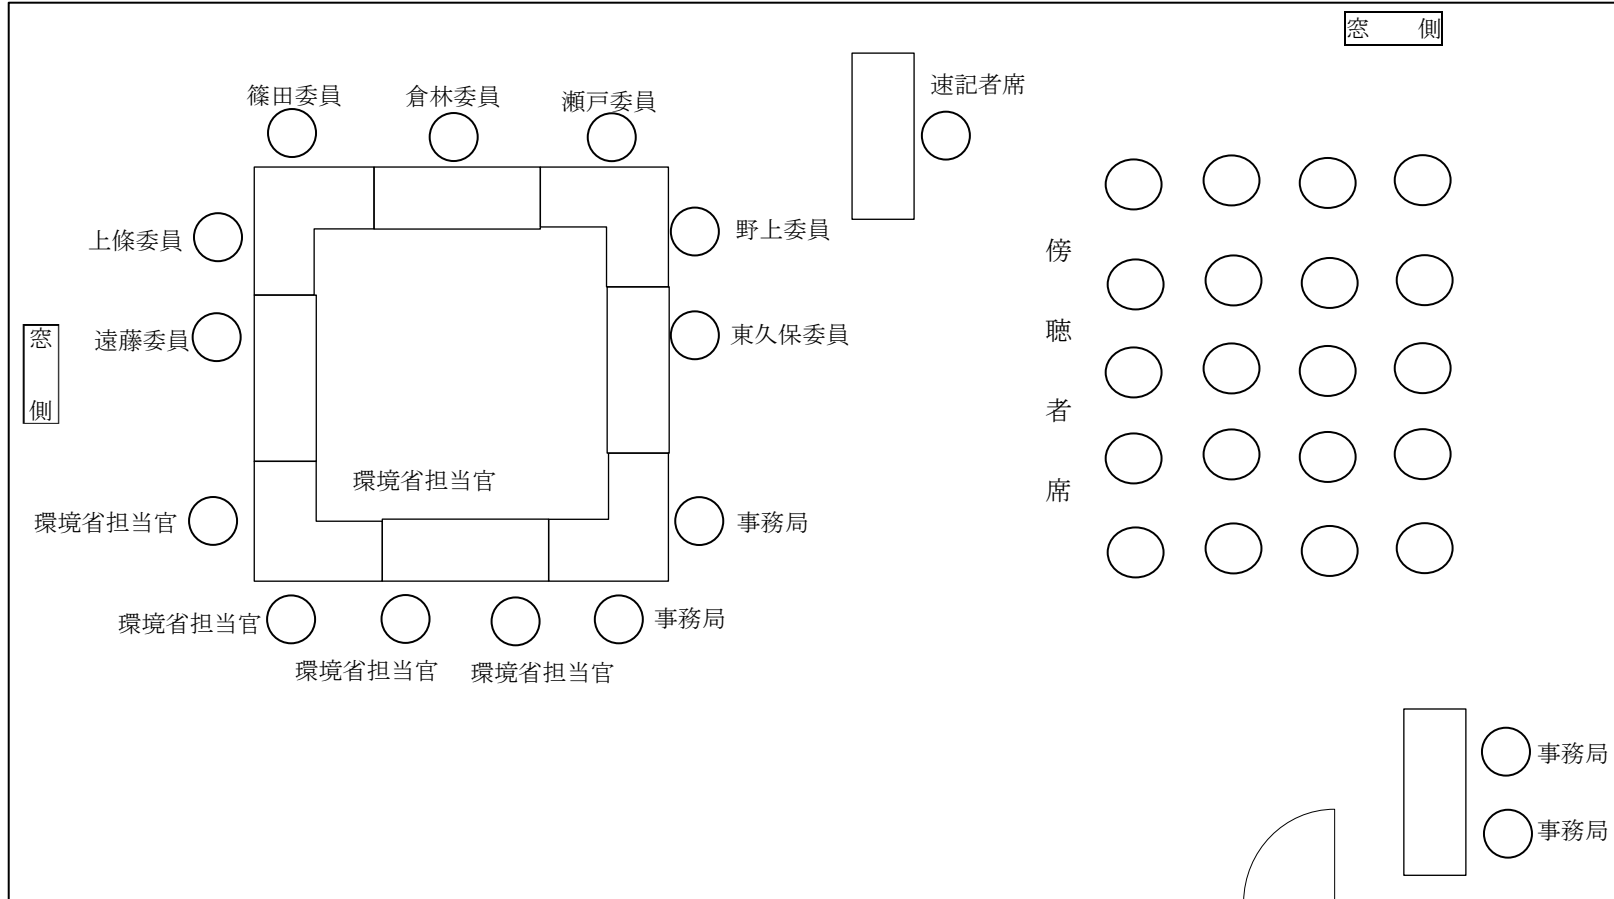 窓 側
速記者席
篠田委員
倉林委員
瀬戸委員
上條委員
野上委員
遠藤委員
東久保委員
窓側
傍聴者席
環境省担当官
環境省担当官
事務局
環境省担当官
事務局
環境省担当官
環境省担当官
事務局
事務局